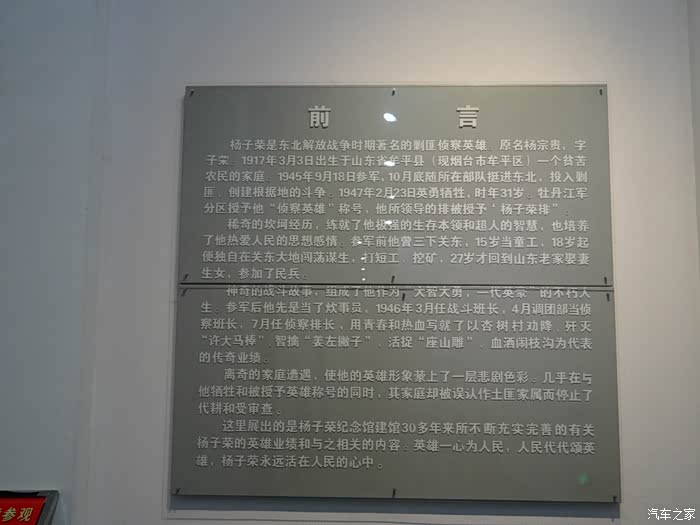 前 言
杨子荣是东北解放战争时期著名的剿匪侦察英雄。原名杨宗贵，字
子荣。1917年3月3日出生于山东省牟平县（现烟台市牟平区）一个贫苦
农民的家庭。1945年9月18日参军，10月底随所在部队挺进东北，投入剿
匪，创建根据地的斗争。1947年2月23日英勇牺牲，时年31岁。牡丹江军
分区授予他“侦察英雄”称号，他所领导的排被授予“杨子荣排”。
稀奇的坎坷经历，练就了他极强的生存本领和超人的智慧，也培养
了他热爱人民的思想感情。参军前他曾三下关东，15岁当童工，18岁起
便独自在关东大地闯荡谋生，打短工、挖矿，27岁才回到山东老家娶妻
生女，参加了民兵。
神奇的战斗故事，组成了他作为“大智大勇，一代英豪”的不朽人
生。参军后他先是当了炊事员，1946年3月任战斗班长，4月调团部当侦
察班长，7月任侦察排长，用青春和热血写就了以杏树村劝降、歼灭
“许大马棒”、智擒“姜左撇子”、活捉“座山雕”、血洒闹枝沟为代表
的传奇业绩。
离奇的家庭遭遇，使他的英雄形象蒙上了一层悲剧色彩。几乎在与
他牺牲和被授予英雄称号的同时，其家庭却被误认作土匪家属而停止了
代耕和受审查。
这里展出的是杨子荣纪念馆建馆30多年来所不断充实完善的有关
杨子荣的英雄业绩和与之相关的内容。英雄一心为人民，人民代代颂英
雄，杨子荣永远活在人民的心中。
参观
汽车之家